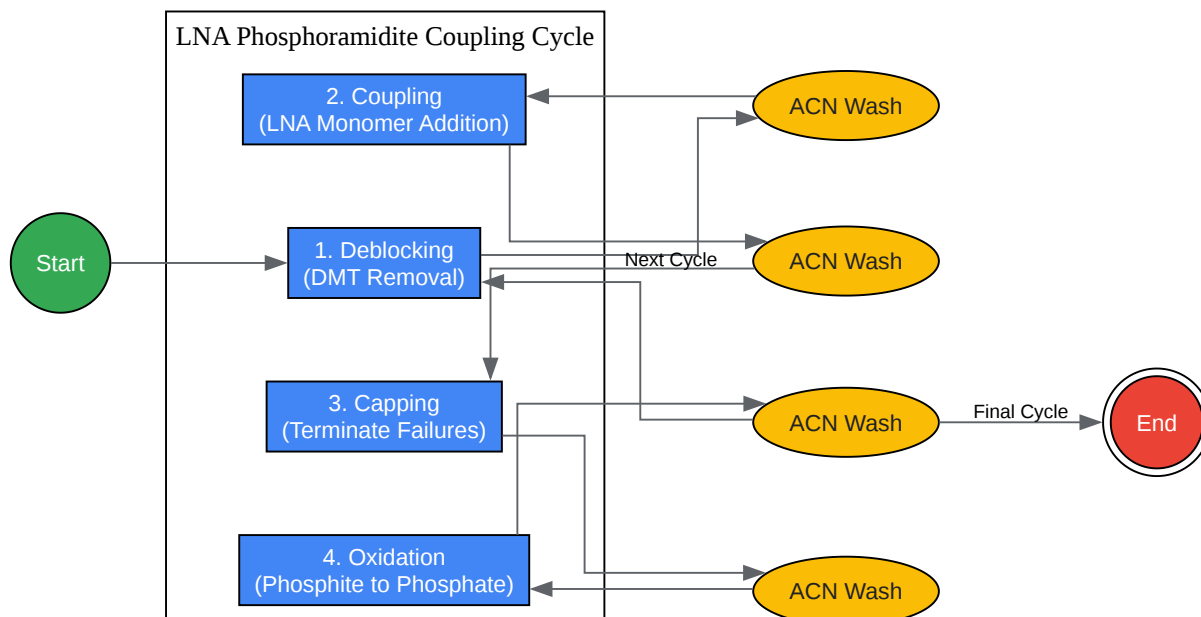 LNA Phosphoramidite Coupling Cycle
2. Coupling
(LNA Monomer Addition)
ACN Wash
Start
1. Deblocking
(DMT Removal)
Next Cycle
ACN Wash
3. Capping
(Terminate Failures)
ACN Wash
Final Cycle
End
4. Oxidation
(Phosphite to Phosphate)
ACN Wash